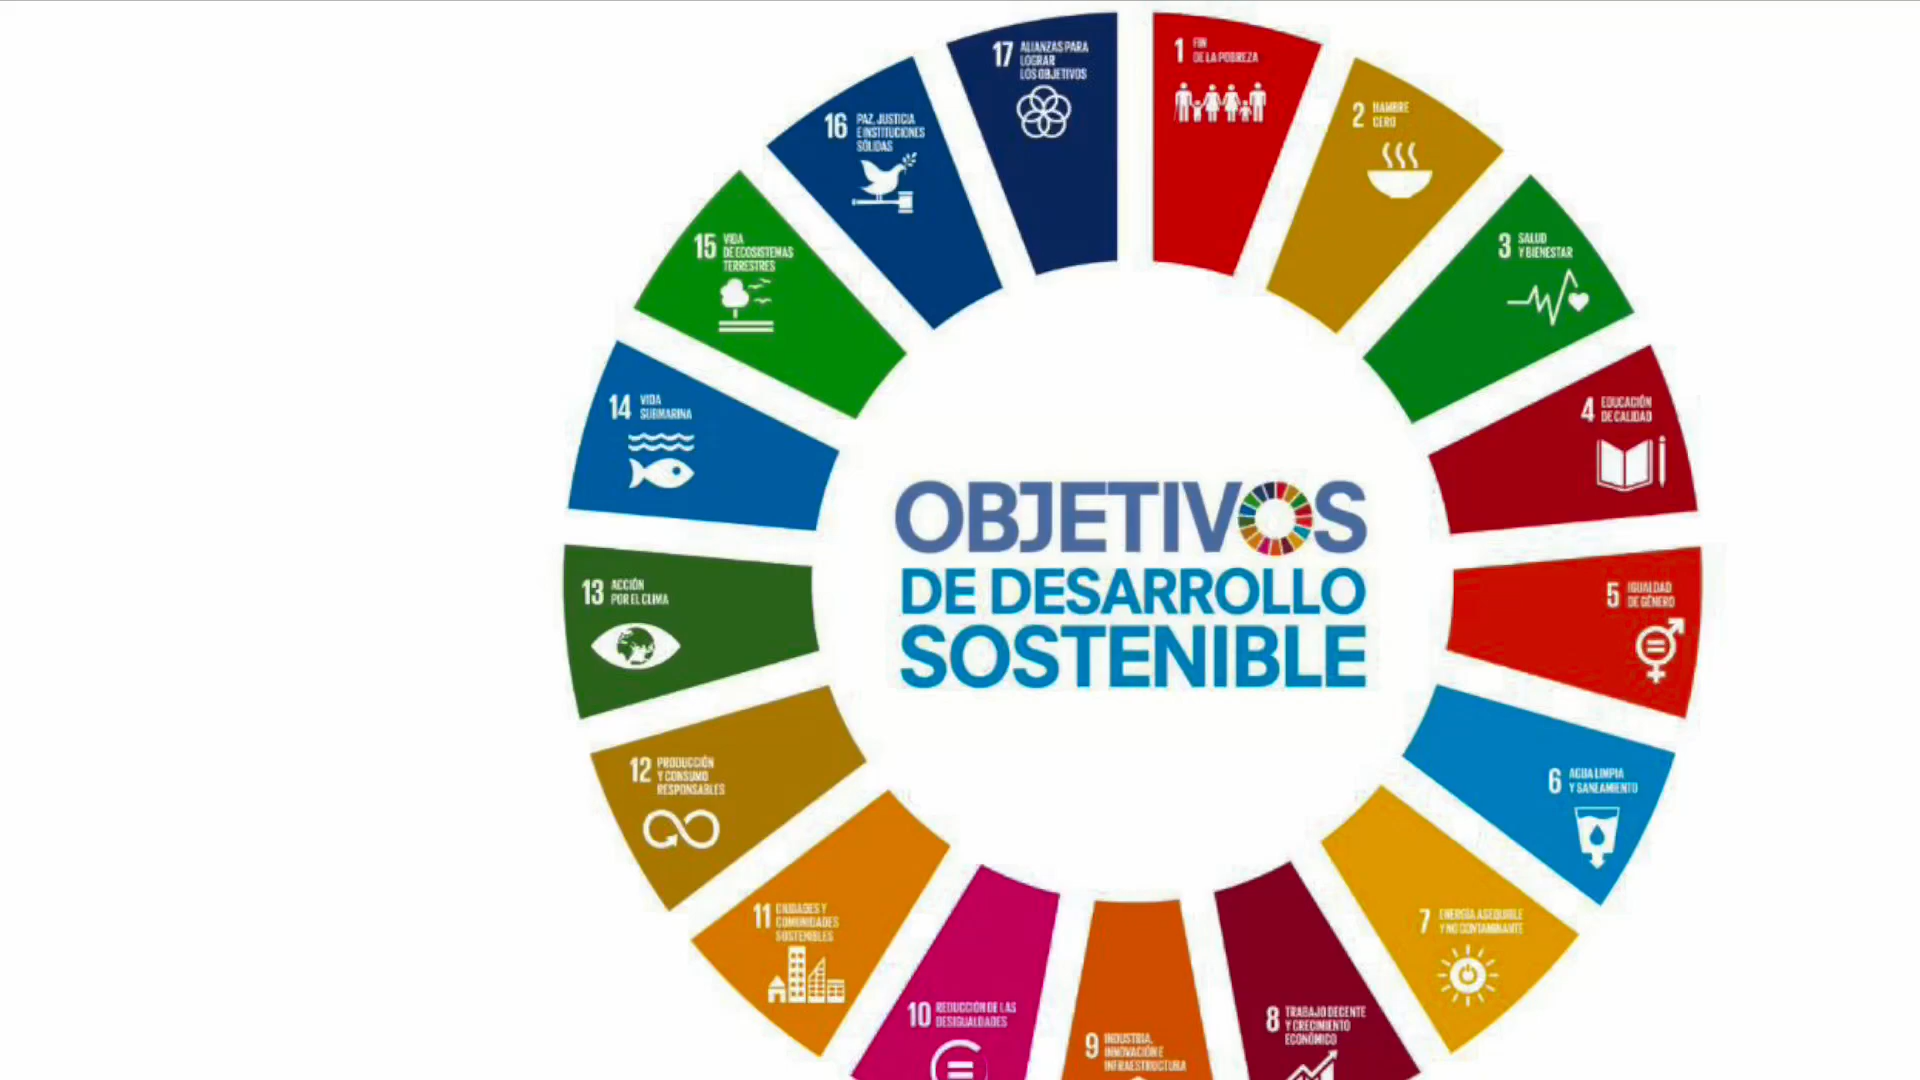 1 FIN
DE LA POBREZA
2 HAMBRE
CERO
3 SALUD
Y BIENESTAR
4 EDUCACIÓN
DE CALIDAD
5 IGUALDAD
DE GÉNERO
6 AGUA LIMPIA
Y SANEAMIENTO
7 ENERGÍA ASEQUIBLE
Y NO CONTAMINANTE
8 TRABAJO DECENTE
Y CRECIMIENTO
ECONÓMICO
9 INDUSTRIA,
INNOVACIÓN E
INFRAESTRUCTURA
10 REDUCCIÓN DE LAS
DESIGUALDADES
11 CIUDADES Y
COMUNIDADES
SOSTENIBLES
12 PRODUCCIÓN
Y CONSUMO
RESPONSABLES
13 ACCIÓN
POR EL CLIMA
14 VIDA
SUBMARINA
15 VIDA
DE ECOSISTEMAS
TERRESTRES
16 PAZ, JUSTICIA
E INSTITUCIONES
SÓLIDAS
17 ALIANZAS PARA
LOGRAR
LOS OBJETIVOS
OBJETIVOS
DE DESARROLLO
SOSTENIBLE